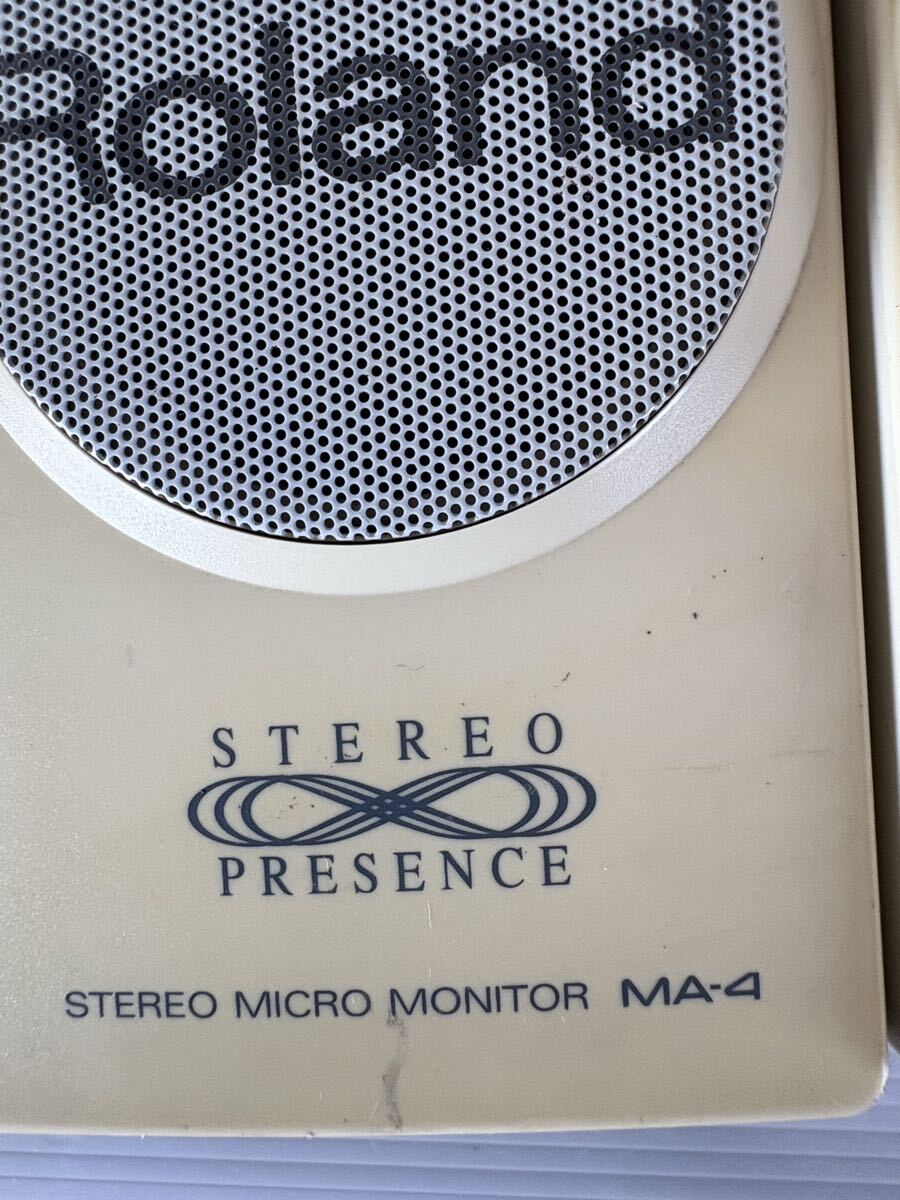 Roland
STEREO
PRESENCE
STEREO MICRO MONITOR MA-4